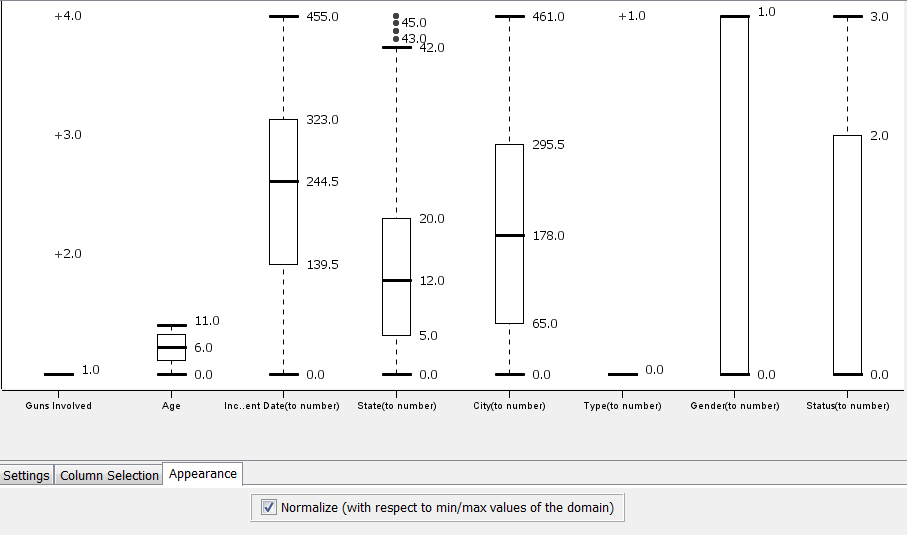 +4.0 455.0 461.0 +1.0 1.0 3.0
45.0
43.0
42.0
+3.0 323.0 295.5 2.0
244.5
20.0
178.0
+2.0 139.5 12.0
11.0 5.0 65.0
6.0
1.0 0.0 0.0 0.0 0.0 0.0 0.0 0.0
Guns Involved Age Inc..ent Date(to number) State(to number) City(to number) Type(to number) Gender(to number) Status(to number)
Settings Column Selection Appearance
Normalize (with respect to min/max values of the domain)